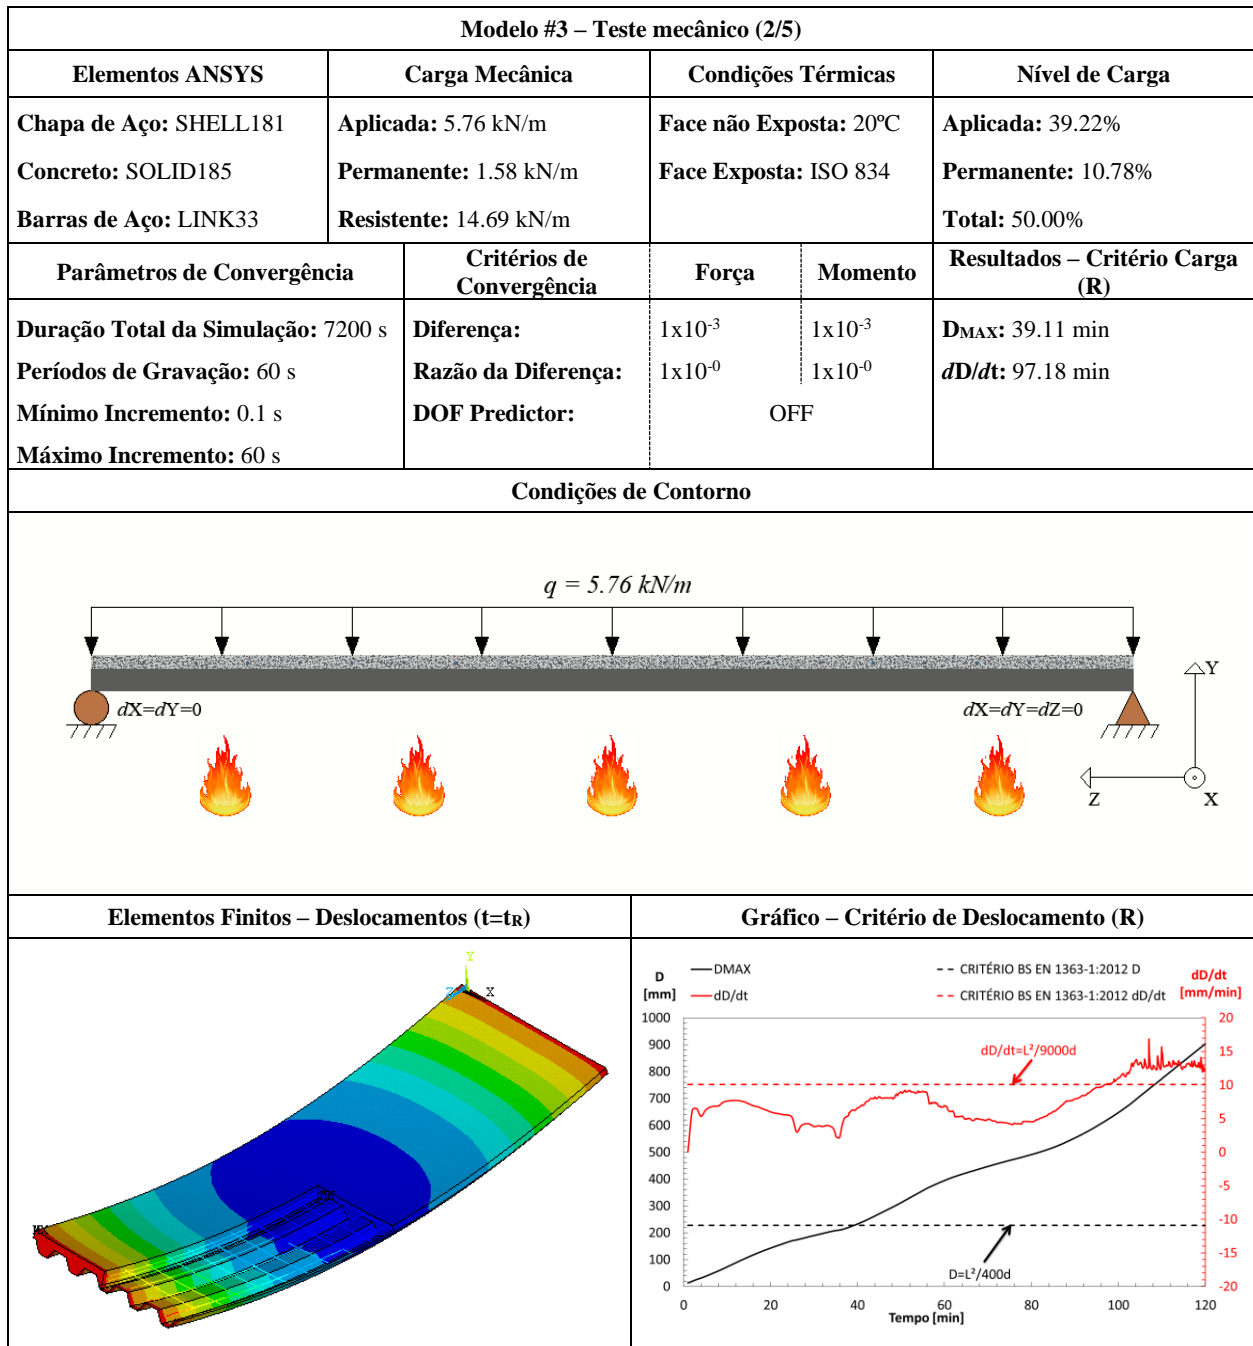 Modelo #3 – Teste mecânico (2/5)
Elementos ANSYS
Carga Mecânica
Condições Térmicas
Nível de Carga
Chapa de Aço: SHELL181
Aplicada: 5.76 kN/m
Face não Exposta: 20ºC
Aplicada: 39.22%
Concreto: SOLID185
Permanente: 1.58 kN/m
Face Exposta: ISO 834
Permanente: 10.78%
Barras de Aço: LINK33
Resistente: 14.69 kN/m
Total: 50.00%
Parâmetros de Convergência
Critérios de
Convergência
Força
Momento
Resultados – Critério Carga
(R)
Duração Total da Simulação: 7200 s
Diferença:
1x10⁻³
1x10⁻³
DMAX: 39.11 min
Períodos de Gravação: 60 s
Razão da Diferença:
1x10⁻⁰
1x10⁻⁰
dD/dt: 97.18 min
Mínimo Incremento: 0.1 s
DOF Predictor:
OFF
Máximo Incremento: 60 s
Condições de Contorno
q = 5.76 kN/m
dX=dY=0
dX=dY=dZ=0
Y
Z
X
Elementos Finitos – Deslocamentos (t=tR)
Gráfico – Critério de Deslocamento (R)
Y
Z
X
D
[mm]
DMAX
CRITÉRIO BS EN 1363-1:2012 D
dD/dt
[mm/min]
dD/dt
CRITÉRIO BS EN 1363-1:2012 dD/dt
1000
900
800
700
600
500
400
300
200
100
0
20
15
10
5
0
-5
-10
-15
-20
dD/dt=L²/9000d
D=L²/400d
0
20
40
60
80
100
120
Tempo [min]